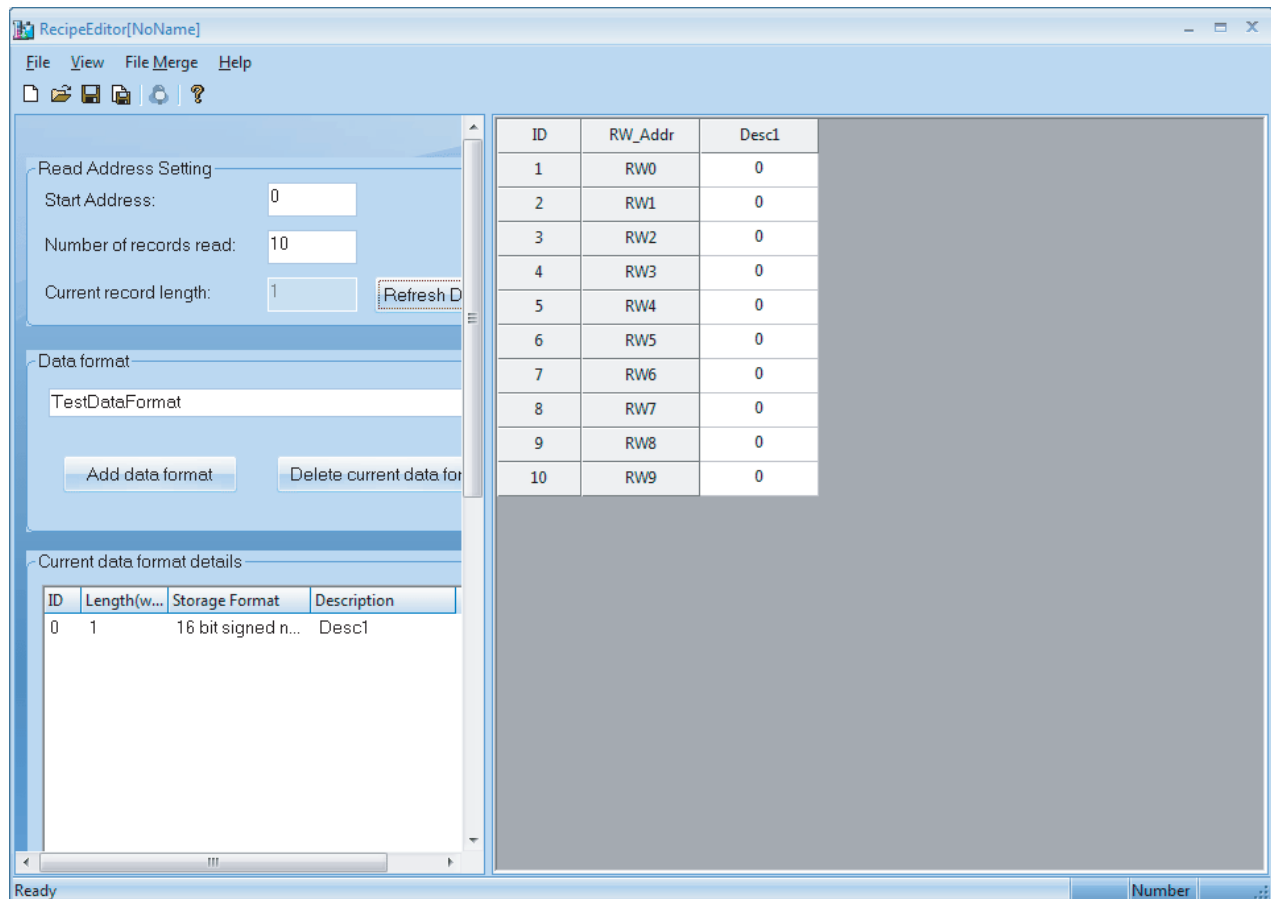 RecipeEditor[NoName]
File View File Merge Help
Read Address Setting
Start Address: 0
Number of records read: 10
Current record length: 1 Refresh D
Data format
TestDataFormat
Add data format Delete current data for
Current data format details
ID Length(w... Storage Format Description
0 1 16 bit signed n... Desc1
ID RW_Addr Desc1
1 RW0 0
2 RW1 0
3 RW2 0
4 RW3 0
5 RW4 0
6 RW5 0
7 RW6 0
8 RW7 0
9 RW8 0
10 RW9 0
Ready Number